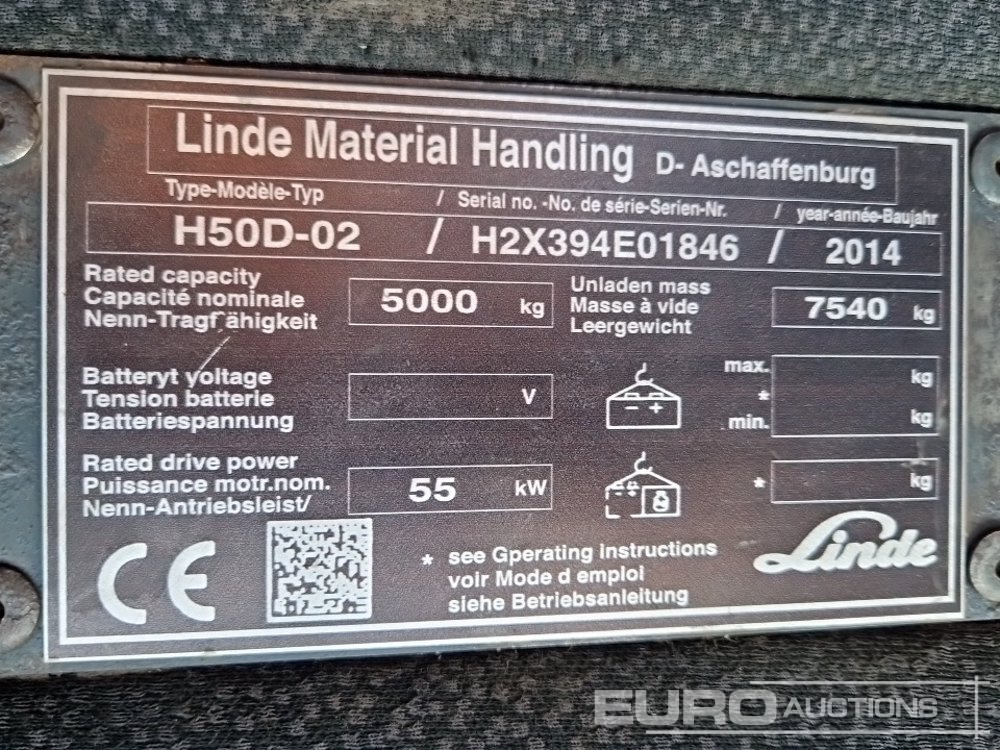 Linde Material Handling D- Aschaffenburg
Type-Modèle-Typ / Serial no. -No. de série-Serien-Nr. / year-année-Baujahr
H50D-02 / H2X394E01846 / 2014
Rated capacity
Capacité nominale
Nenn-Tragfähigkeit
5000 kg
Unladen mass
Masse à vide
Leergewicht
7540 kg
Batteryt voltage
Tension batterie
Batteriespannung
V
max. kg
*
min. kg
Rated drive power
Puissance motr.nom.
Nenn-Antriebsleist/
55 kW
* kg
CE
* see Gperating instructions
voir Mode d emploi
siehe Betriebsanleitung
Linde
EURO AUCTIONS